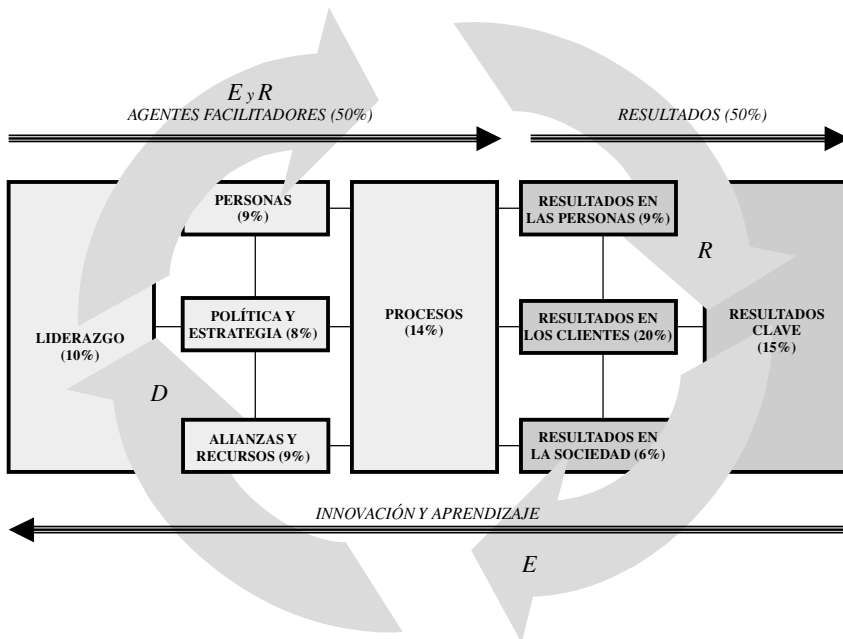 E y R
AGENTES FACILITADORES (50%)
RESULTADOS (50%)
PERSONAS
(9%)
RESULTADOS EN
LAS PERSONAS (9%)
R
LIDERAZGO
(10%)
POLÍTICA Y
ESTRATEGIA (8%)
PROCESOS
(14%)
RESULTADOS EN
LOS CLIENTES (20%)
RESULTADOS
CLAVE
(15%)
D
ALIANZAS Y
RECURSOS (9%)
RESULTADOS EN
LA SOCIEDAD (6%)
INNOVACIÓN Y APRENDIZAJE
E